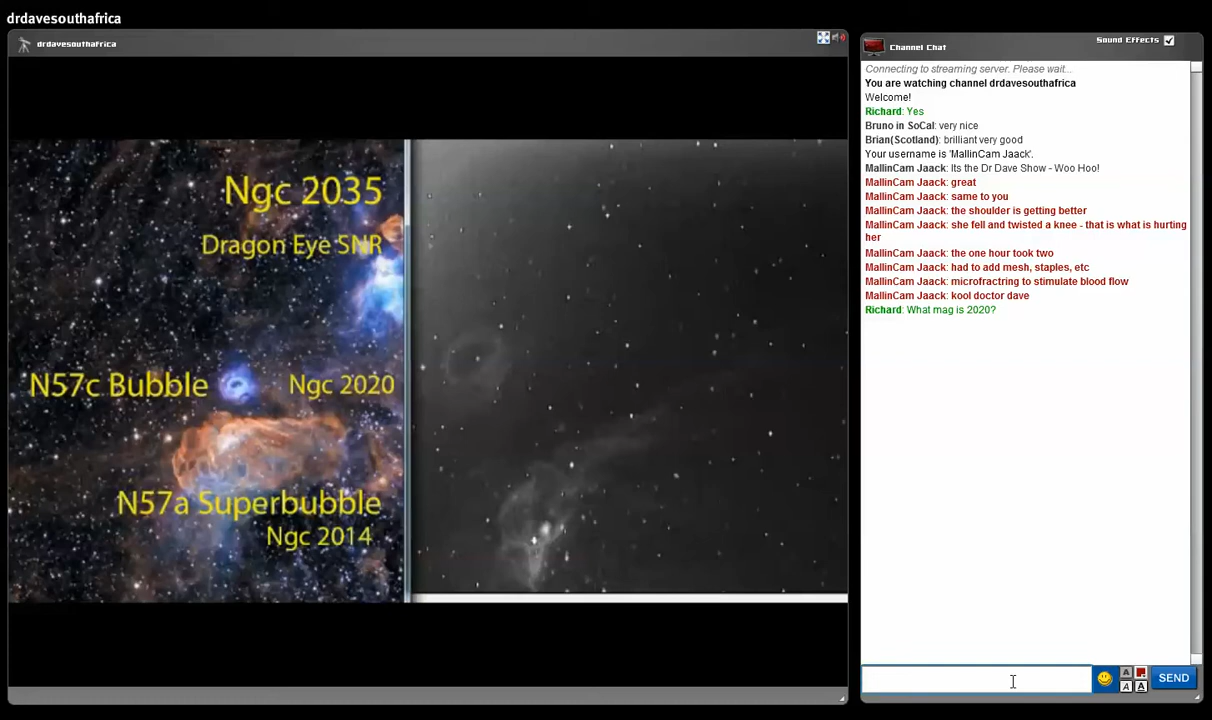 drdavesouthafrica
drdavesouthafrica
Ngc 2035
Dragon Eye SNR
N57c Bubble
Ngc 2020
N57a Superbubble
Ngc 2014
Channel Chat
Sound Effects
Connecting to streaming server. Please wait...
You are watching channel drdavesouthafrica
Welcome!
Richard: Yes
Bruno in SoCal: very nice
Brian(Scotland): brilliant very good
Your username is 'MallinCam Jaack'.
MallinCam Jaack: Its the Dr Dave Show - Woo Hoo!
MallinCam Jaack: great
MallinCam Jaack: same to you
MallinCam Jaack: the shoulder is getting better
MallinCam Jaack: she fell and twisted a knee - that is what is hurting
her
MallinCam Jaack: the one hour took two
MallinCam Jaack: had to add mesh, staples, etc
MallinCam Jaack: microfractring to stimulate blood flow
MallinCam Jaack: kool doctor dave
Richard: What mag is 2020?
A
A A
SEND